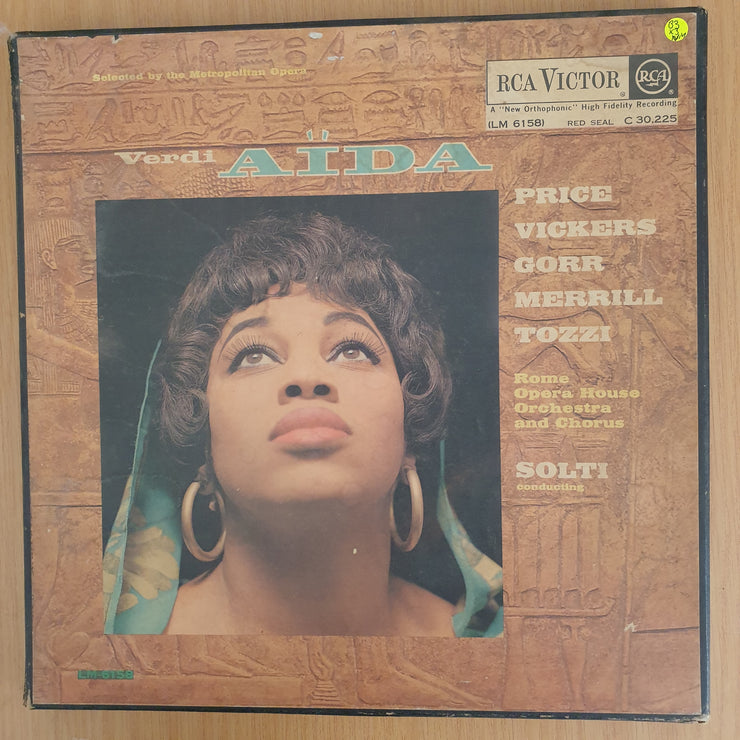 Selected by the Metropolitan Opera
RCA VICTOR
RCA
A "New Orthophonic" High Fidelity Recording
(LM 6158) RED SEAL C 30,225
Verdi AÏDA
PRICE
VICKERS
GORR
MERRILL
TOZZI
Rome
Opera House
Orchestra
and Chorus
SOLTI
conducting
LM-6158